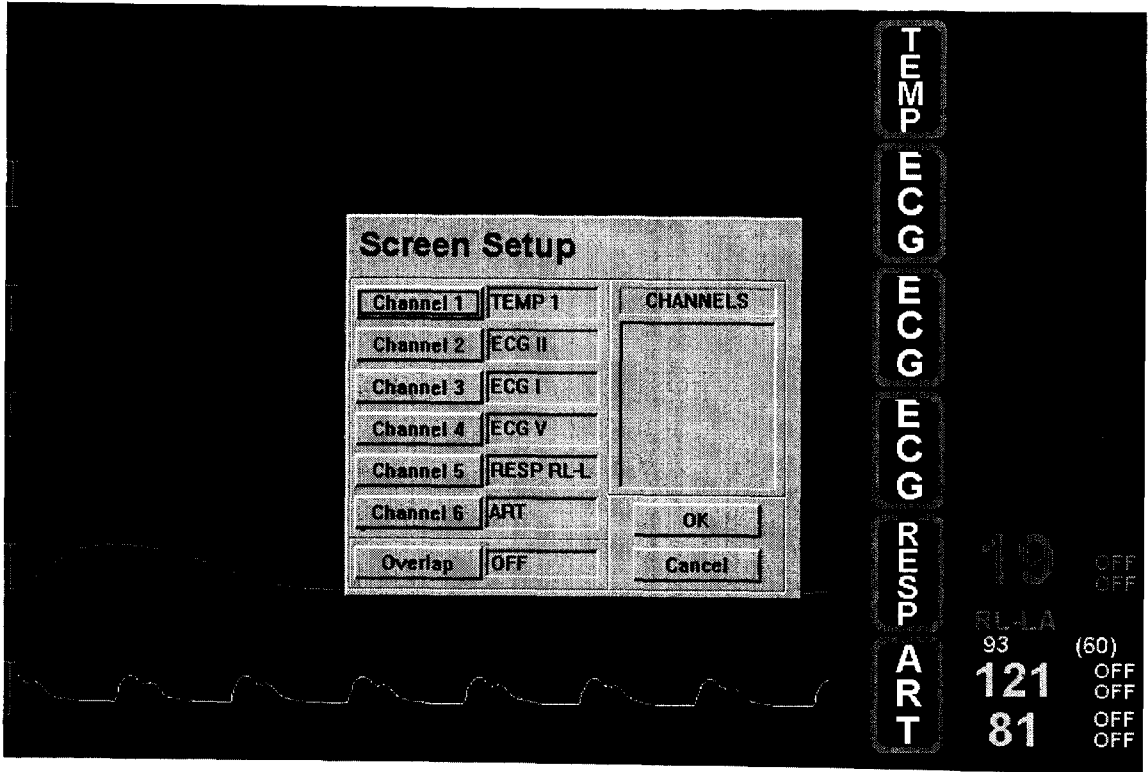 Screen Setup
Channel 1 TEMP 1
Channel 2 ECG II
Channel 3 ECG I
Channel 4 ECG V
Channel 5 RESP RL-L
Channel 6 ART
Overlap OFF
CHANNELS
OK
Cancel
TEMP
ECG
ECG
ECG
RESP
19
OFF
OFF
RL-LA
ART
93 (60)
121 OFF
OFF
81 OFF
OFF